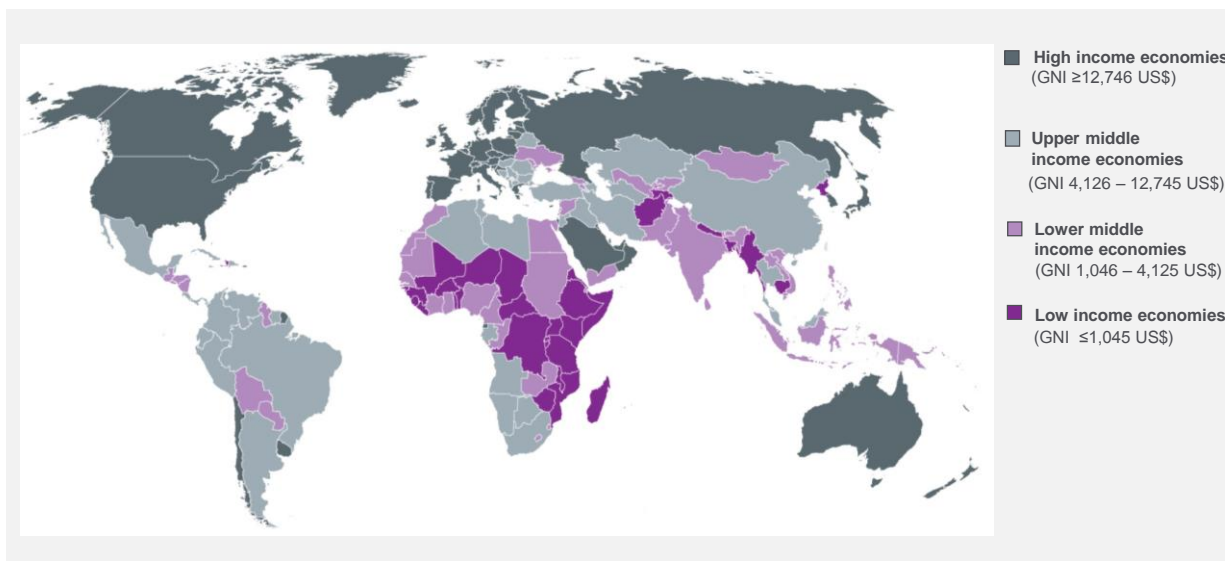 High income economies
(GNI ≥12,746 US$)
Upper middle
income economies
(GNI 4,126 – 12,745 US$)
Lower middle
income economies
(GNI 1,046 – 4,125 US$)
Low income economies
(GNI ≤1,045 US$)